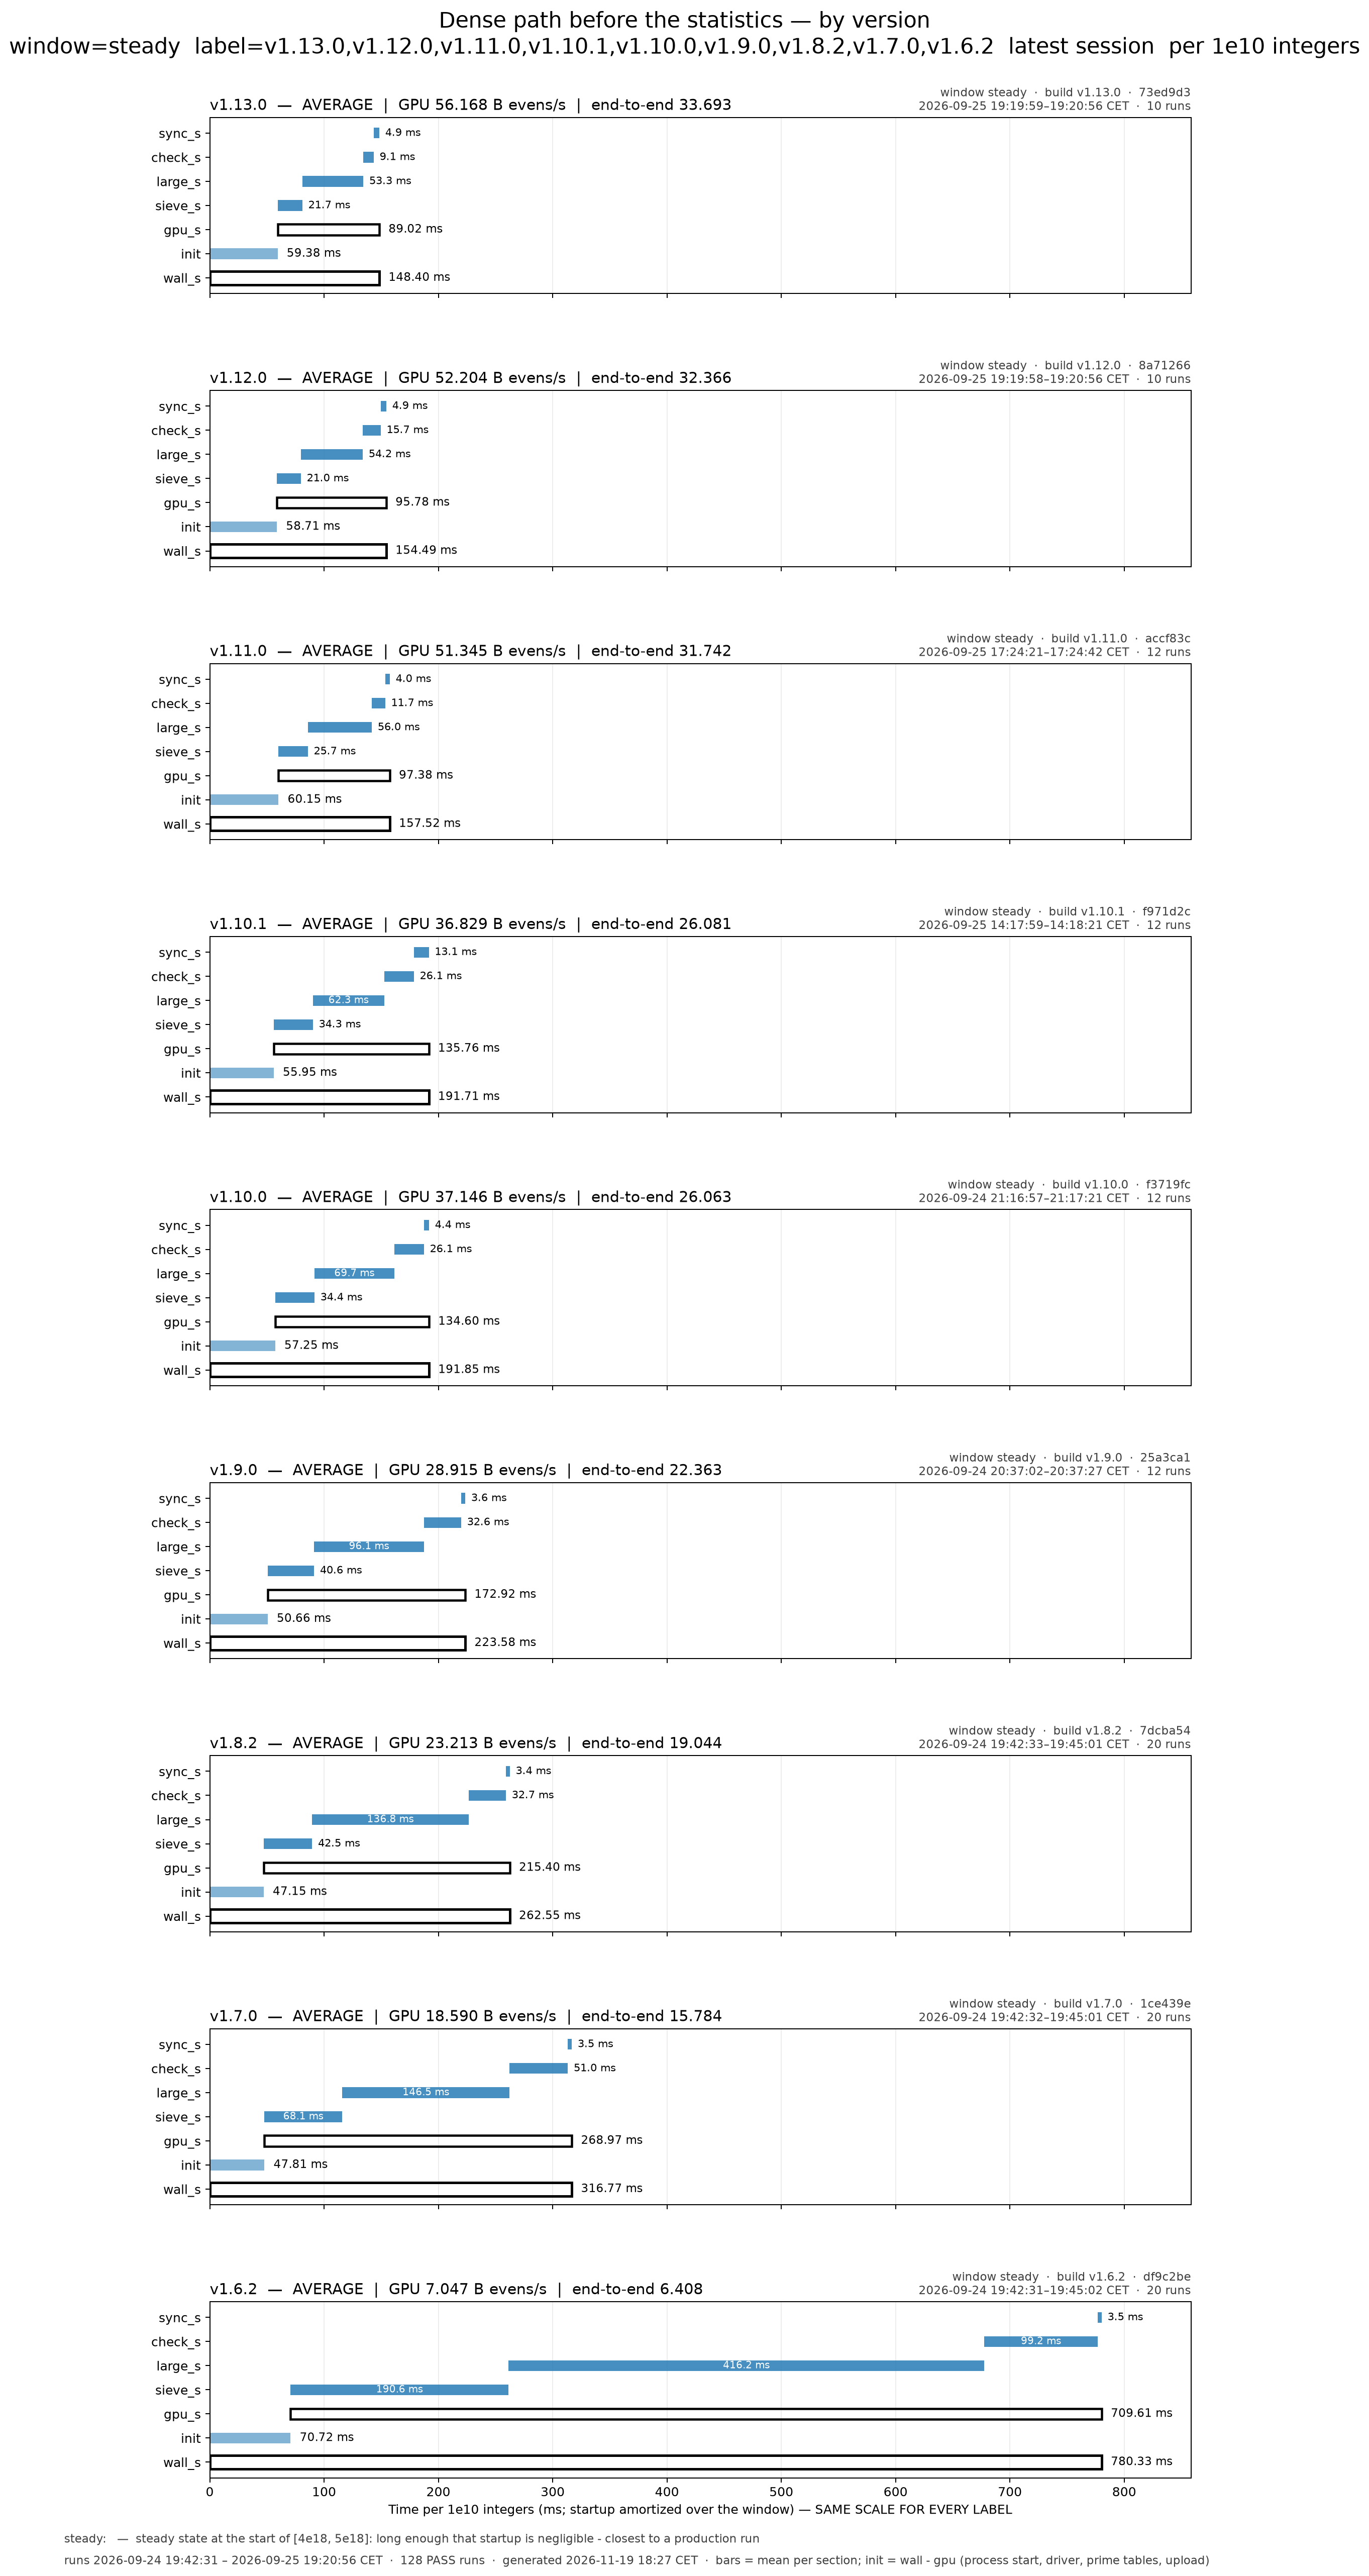 Dense path before the statistics — by version
window=steady  label=v1.13.0,v1.12.0,v1.11.0,v1.10.1,v1.10.0,v1.9.0,v1.8.2,v1.7.0,v1.6.2  latest session  per 1e10 integers
window steady · build v1.13.0 · 73ed9d3
v1.13.0 — AVERAGE | GPU 56.168 B evens/s | end-to-end 33.693
2026-09-25 19:19:59–19:20:56 CET · 10 runs
sync_s 4.9 ms
check_s 9.1 ms
large_s 53.3 ms
sieve_s 21.7 ms
gpu_s 89.02 ms
init 59.38 ms
wall_s 148.40 ms
window steady · build v1.12.0 · 8a71266
v1.12.0 — AVERAGE | GPU 52.204 B evens/s | end-to-end 32.366
2026-09-25 19:19:58–19:20:56 CET · 10 runs
sync_s 4.9 ms
check_s 15.7 ms
large_s 54.2 ms
sieve_s 21.0 ms
gpu_s 95.78 ms
init 58.71 ms
wall_s 154.49 ms
window steady · build v1.11.0 · accf83c
v1.11.0 — AVERAGE | GPU 51.345 B evens/s | end-to-end 31.742
2026-09-25 17:24:21–17:24:42 CET · 12 runs
sync_s 4.0 ms
check_s 11.7 ms
large_s 56.0 ms
sieve_s 25.7 ms
gpu_s 97.38 ms
init 60.15 ms
wall_s 157.52 ms
window steady · build v1.10.1 · f971d2c
v1.10.1 — AVERAGE | GPU 36.829 B evens/s | end-to-end 26.081
2026-09-25 14:17:59–14:18:21 CET · 12 runs
sync_s 13.1 ms
check_s 26.1 ms
large_s 62.3 ms
sieve_s 34.3 ms
gpu_s 135.76 ms
init 55.95 ms
wall_s 191.71 ms
window steady · build v1.10.0 · f3719fc
v1.10.0 — AVERAGE | GPU 37.146 B evens/s | end-to-end 26.063
2026-09-24 21:16:57–21:17:21 CET · 12 runs
sync_s 4.4 ms
check_s 26.1 ms
large_s 69.7 ms
sieve_s 34.4 ms
gpu_s 134.60 ms
init 57.25 ms
wall_s 191.85 ms
window steady · build v1.9.0 · 25a3ca1
v1.9.0 — AVERAGE | GPU 28.915 B evens/s | end-to-end 22.363
2026-09-24 20:37:02–20:37:27 CET · 12 runs
sync_s 3.6 ms
check_s 32.6 ms
large_s 96.1 ms
sieve_s 40.6 ms
gpu_s 172.92 ms
init 50.66 ms
wall_s 223.58 ms
window steady · build v1.8.2 · 7dcba54
v1.8.2 — AVERAGE | GPU 23.213 B evens/s | end-to-end 19.044
2026-09-24 19:42:33–19:45:01 CET · 20 runs
sync_s 3.4 ms
check_s 32.7 ms
large_s 136.8 ms
sieve_s 42.5 ms
gpu_s 215.40 ms
init 47.15 ms
wall_s 262.55 ms
window steady · build v1.7.0 · 1ce439e
v1.7.0 — AVERAGE | GPU 18.590 B evens/s | end-to-end 15.784
2026-09-24 19:42:32–19:45:01 CET · 20 runs
sync_s 3.5 ms
check_s 51.0 ms
large_s 146.5 ms
sieve_s 68.1 ms
gpu_s 268.97 ms
init 47.81 ms
wall_s 316.77 ms
window steady · build v1.6.2 · df9c2be
v1.6.2 — AVERAGE | GPU 7.047 B evens/s | end-to-end 6.408
2026-09-24 19:42:31–19:45:02 CET · 20 runs
sync_s 3.5 ms
check_s 99.2 ms
large_s 416.2 ms
sieve_s 190.6 ms
gpu_s 709.61 ms
init 70.72 ms
wall_s 780.33 ms
0 100 200 300 400 500 600 700 800
Time per 1e10 integers (ms; startup amortized over the window) — SAME SCALE FOR EVERY LABEL
steady: — steady state at the start of [4e18, 5e18]: long enough that startup is negligible - closest to a production run
runs 2026-09-24 19:42:31 – 2026-09-25 19:20:56 CET · 128 PASS runs · generated 2026-11-19 18:27 CET · bars = mean per section; init = wall - gpu (process start, driver, prime tables, upload)